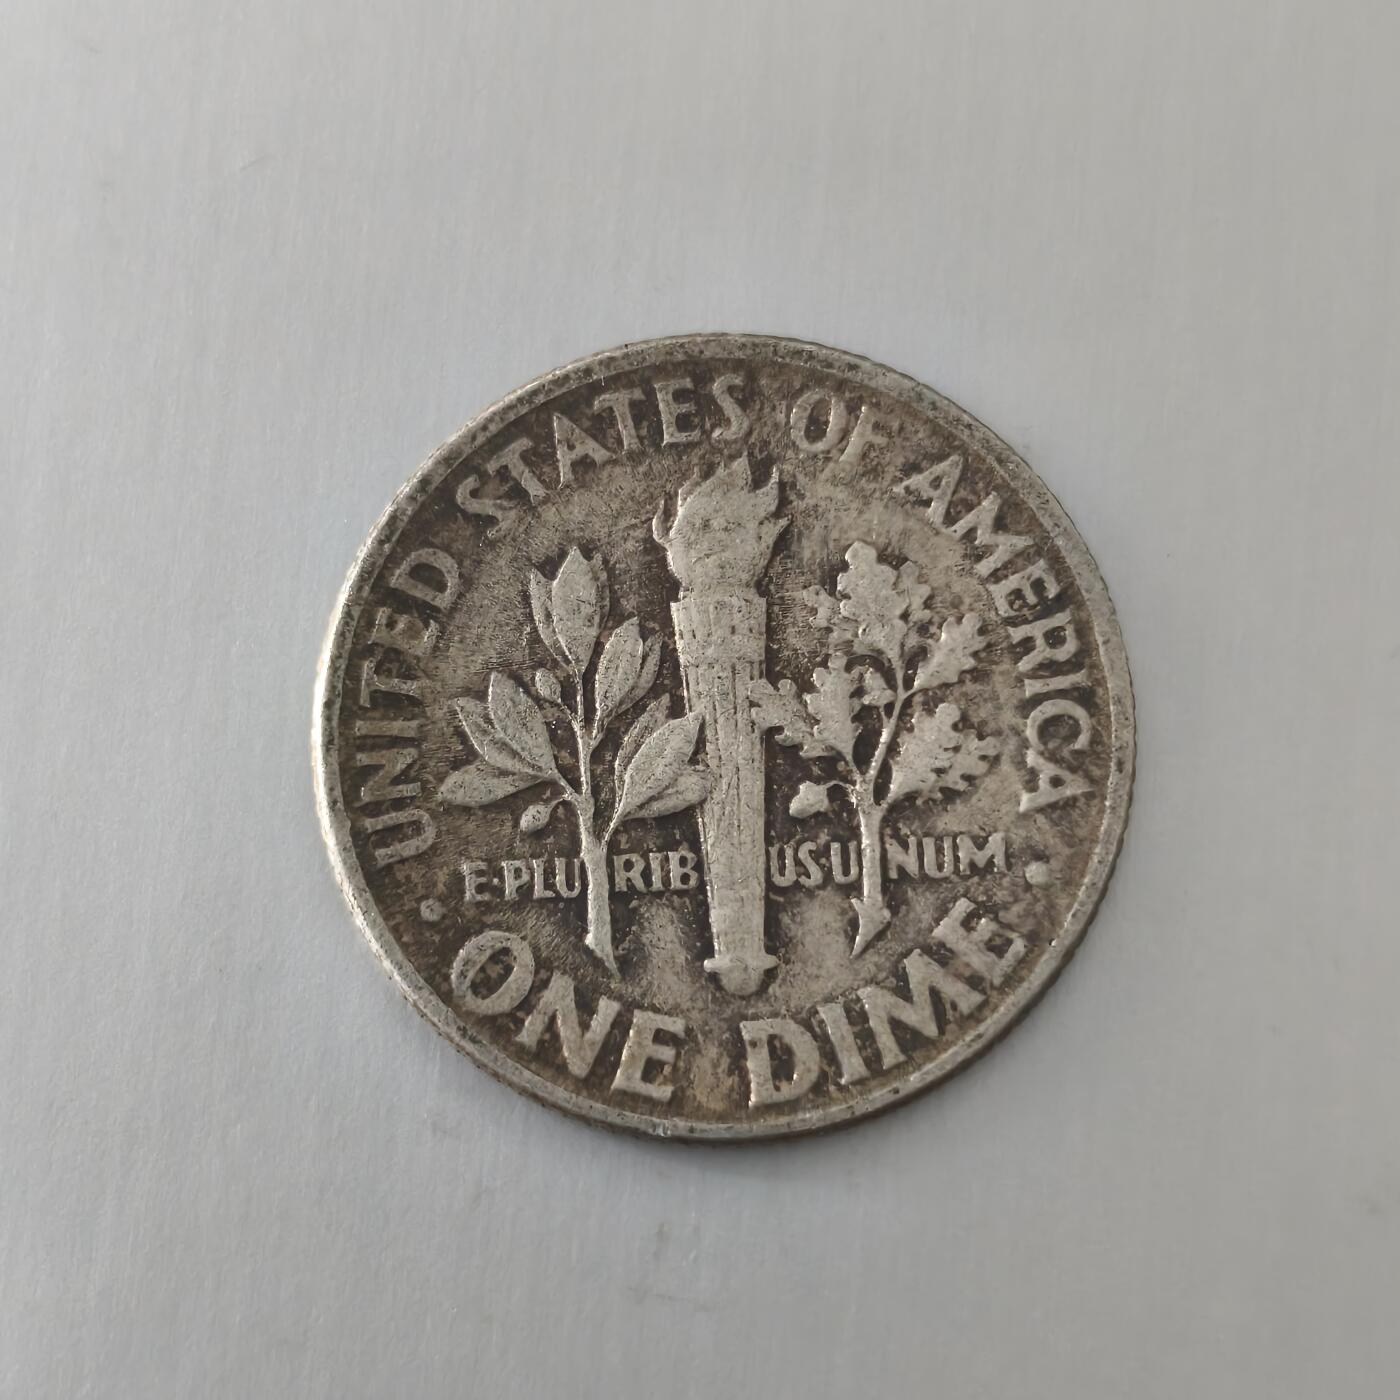 UNITED STATES OF AMERICA
E·PLURIBUS·UNUM
· ONE DIME ·